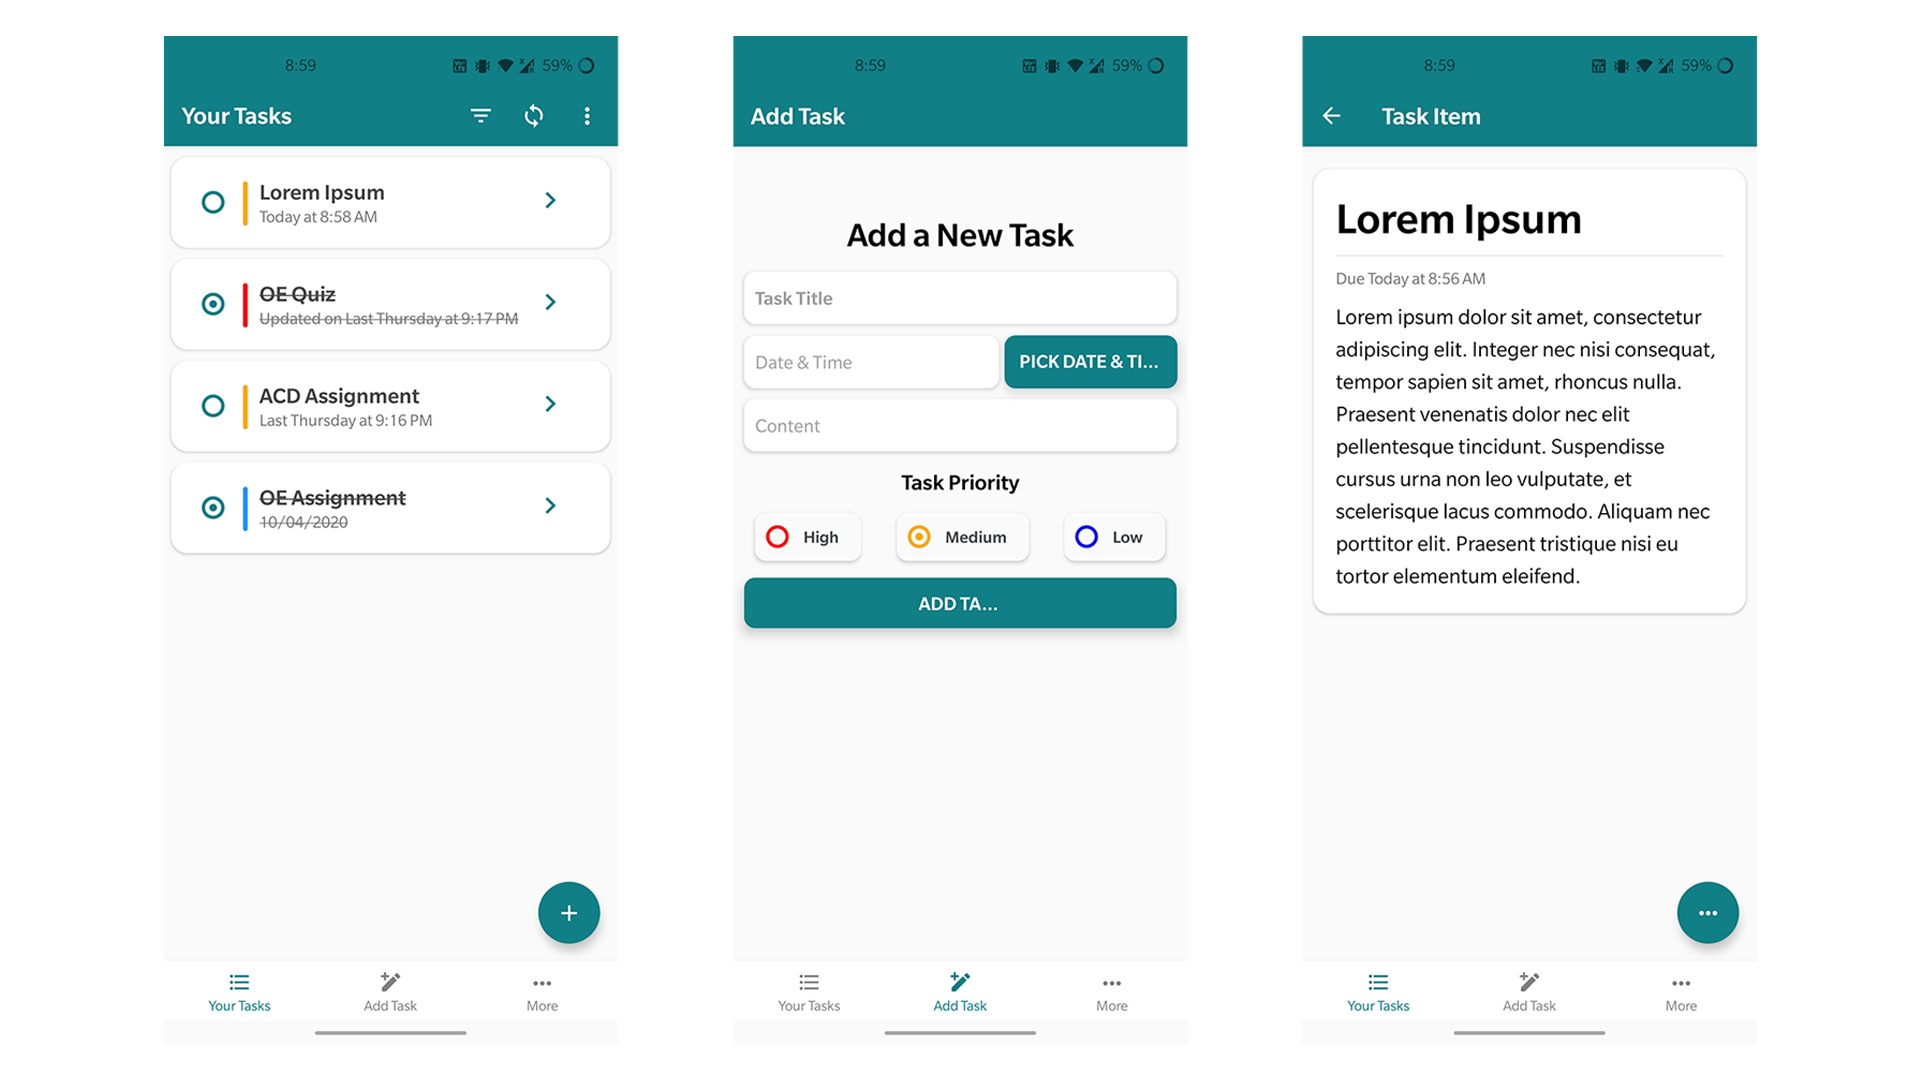 8:59
59%
Your Tasks
Lorem Ipsum
Today at 8:58 AM
OE Quiz
Updated on Last Thursday at 9:17 PM
ACD Assignment
Last Thursday at 9:16 PM
OE Assignment
10/04/2020
+
Your Tasks
Add Task
More
8:59
59%
Add Task
Add a New Task
Task Title
Date & Time
PICK DATE & TI...
Content
Task Priority
High
Medium
Low
ADD TA...
Your Tasks
Add Task
More
8:59
59%
Task Item
Lorem Ipsum
Due Today at 8:56 AM
Lorem ipsum dolor sit amet, consectetur
adipiscing elit. Integer nec nisi consequat,
tempor sapien sit amet, rhoncus nulla.
Praesent venenatis dolor nec elit
pellentesque tincidunt. Suspendisse
cursus urna non leo vulputate, et
scelerisque lacus commodo. Aliquam nec
porttitor elit. Praesent tristique nisi eu
tortor elementum eleifend.
Your Tasks
Add Task
More